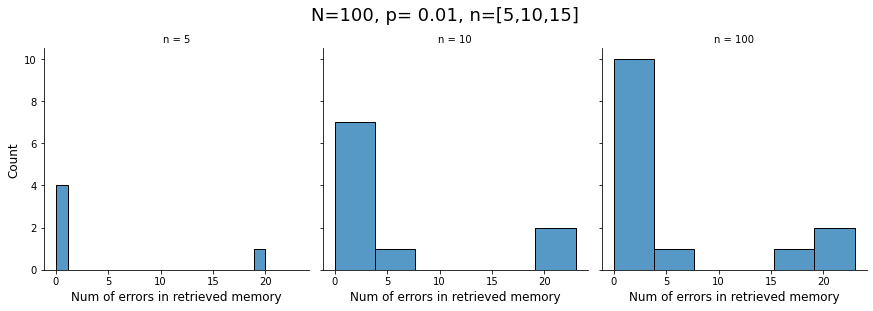 N=100, p= 0.01, n=[5,10,15]
n = 5
n = 10
n = 100
10
8
6
4
2
0
Count
0 5 10 15 20
0 5 10 15 20
0 5 10 15 20
Num of errors in retrieved memory
Num of errors in retrieved memory
Num of errors in retrieved memory